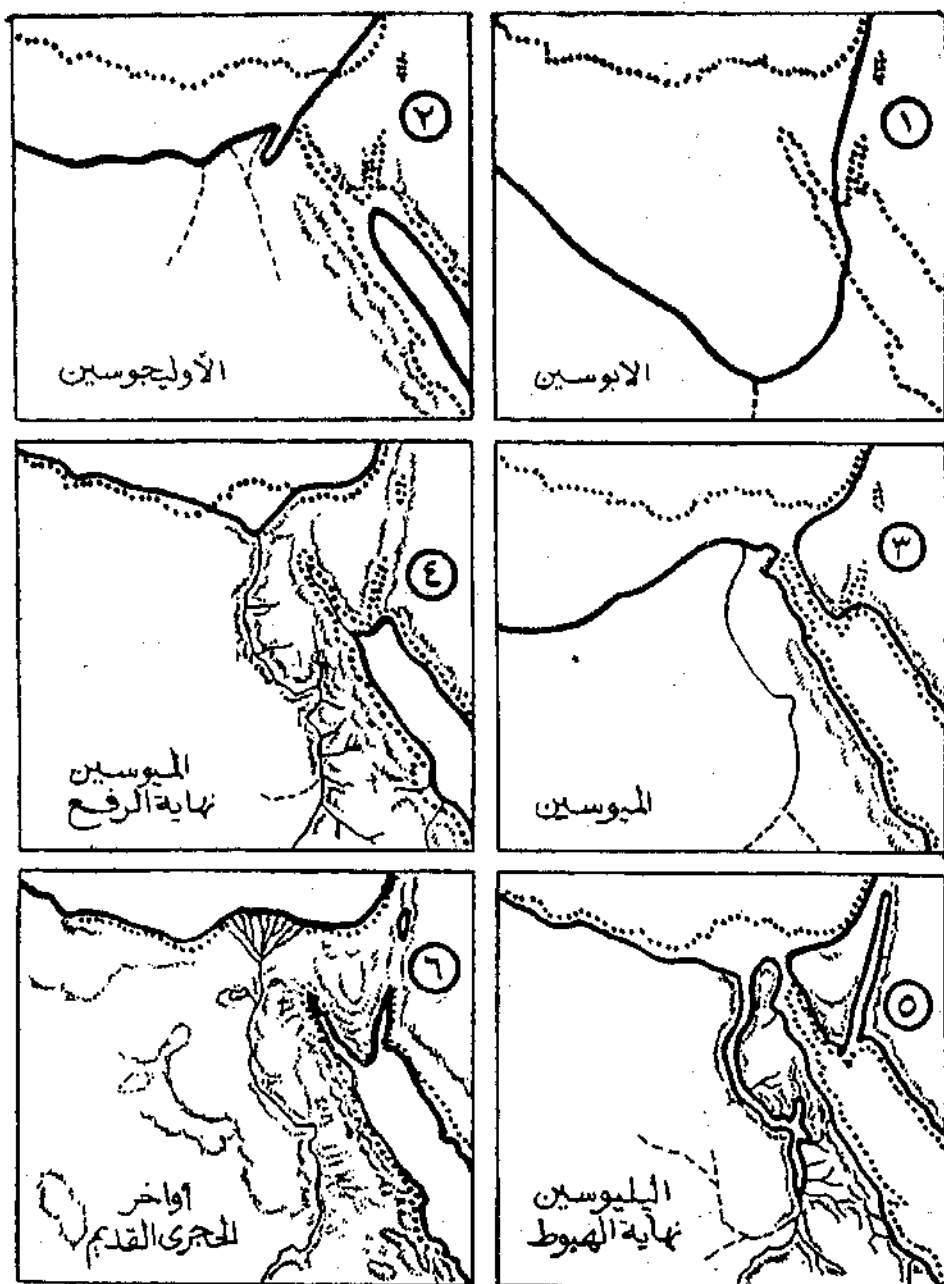 ١
الايوسين
٢
الأوليجوسين
٣
الميوسين
٤
الميوسين
نهاية الرفع
٥
البليوسين
نهاية الهبوط
٦
أواخر
الحجرى القديم